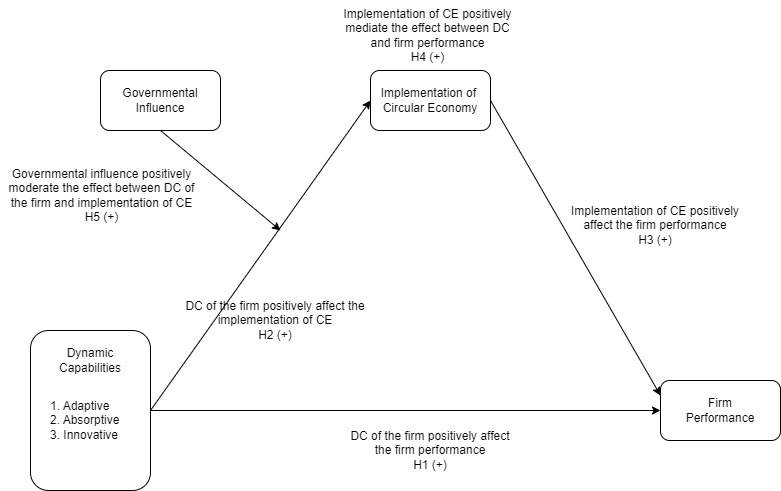 Implementation of CE positively
mediate the effect between DC
and firm performance
H4 (+)
Governmental
Influence
Implementation of
Circular Economy
Governmental influence positively
moderate the effect between DC of
the firm and implementation of CE
H5 (+)
Implementation of CE positively
affect the firm performance
H3 (+)
DC of the firm positively affect the
implementation of CE
H2 (+)
Dynamic
Capabilities
1. Adaptive
2. Absorptive
3. Innovative
Firm
Performance
DC of the firm positively affect
the firm performance
H1 (+)